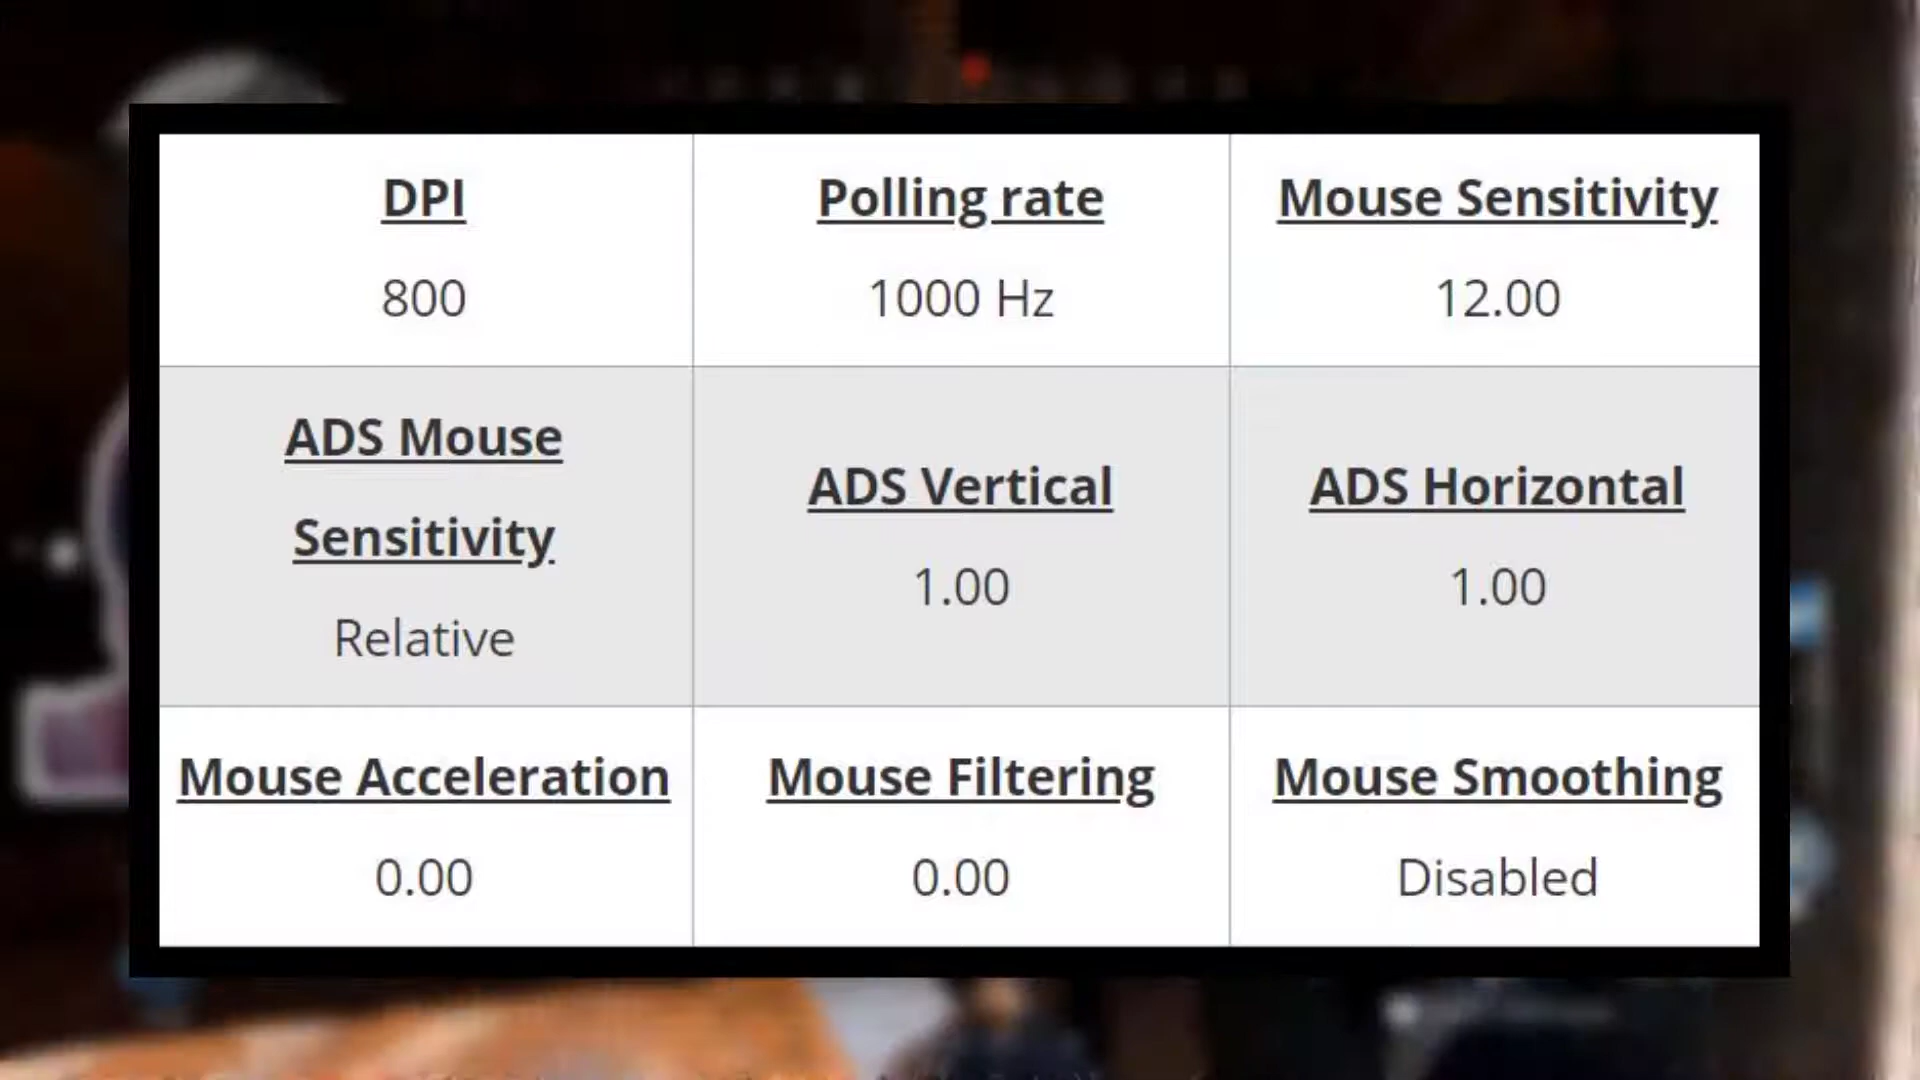 DPI
800
Polling rate
1000 Hz
Mouse Sensitivity
12.00
ADS Mouse
Sensitivity
Relative
ADS Vertical
1.00
ADS Horizontal
1.00
Mouse Acceleration
0.00
Mouse Filtering
0.00
Mouse Smoothing
Disabled